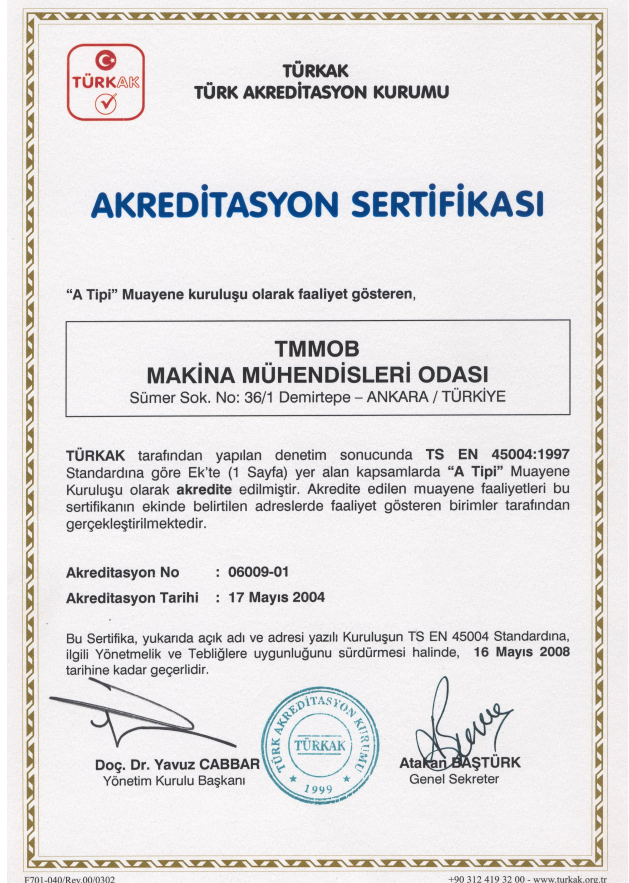 TÜRKAK
TÜRKAK
TÜRK AKREDİTASYON KURUMU
AKREDİTASYON SERTİFİKASI
“A Tipi” Muayene kuruluşu olarak faaliyet gösteren,
TMMOB
MAKİNA MÜHENDİSLERİ ODASI
Sümer Sok. No: 36/1 Demirtepe – ANKARA / TÜRKİYE
TÜRKAK tarafından yapılan denetim sonucunda TS EN 45004:1997
Standardına göre Ek’te (1 Sayfa) yer alan kapsamlarda “A Tipi” Muayene
Kuruluşu olarak akredite edilmiştir. Akredite edilen muayene faaliyetleri bu
sertifikanın ekinde belirtilen adreslerde faaliyet gösteren birimler tarafından
gerçekleştirilmektedir.
Akreditasyon No : 06009-01
Akreditasyon Tarihi : 17 Mayıs 2004
Bu Sertifika, yukarıda açık adı ve adresi yazılı Kuruluşun TS EN 45004 Standardına,
ilgili Yönetmelik ve Tebliğlere uygunluğunu sürdürmesi halinde, 16 Mayıs 2008
tarihine kadar geçerlidir.
TÜRK AKREDİTASYON KURUMU
TÜRKAK
1999
Doç. Dr. Yavuz CABBAR
Yönetim Kurulu Başkanı
Atakan BAŞTÜRK
Genel Sekreter
F701-040/Rev.00/0302
+90 312 419 32 00 - www.turkak.org.tr